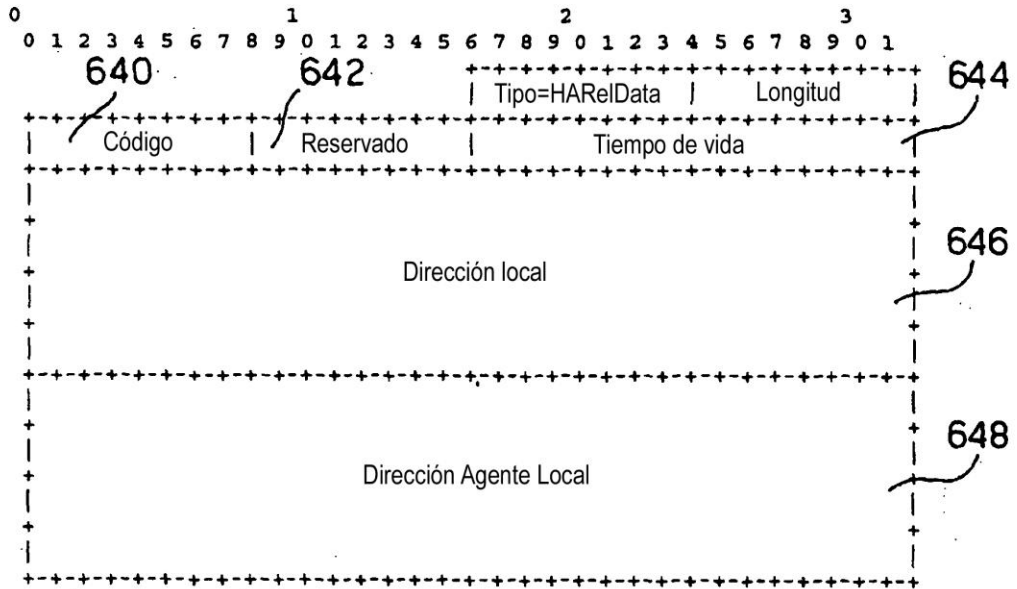 0 1 2 3
0 1 2 3 4 5 6 7 8 9 0 1 2 3 4 5 6 7 8 9 0 1 2 3 4 5 6 7 8 9 0 1
640 642 644
Tipo=HARelData | Longitud
Código | Reservado | Tiempo de vida
646
Dirección local
648
Dirección Agente Local